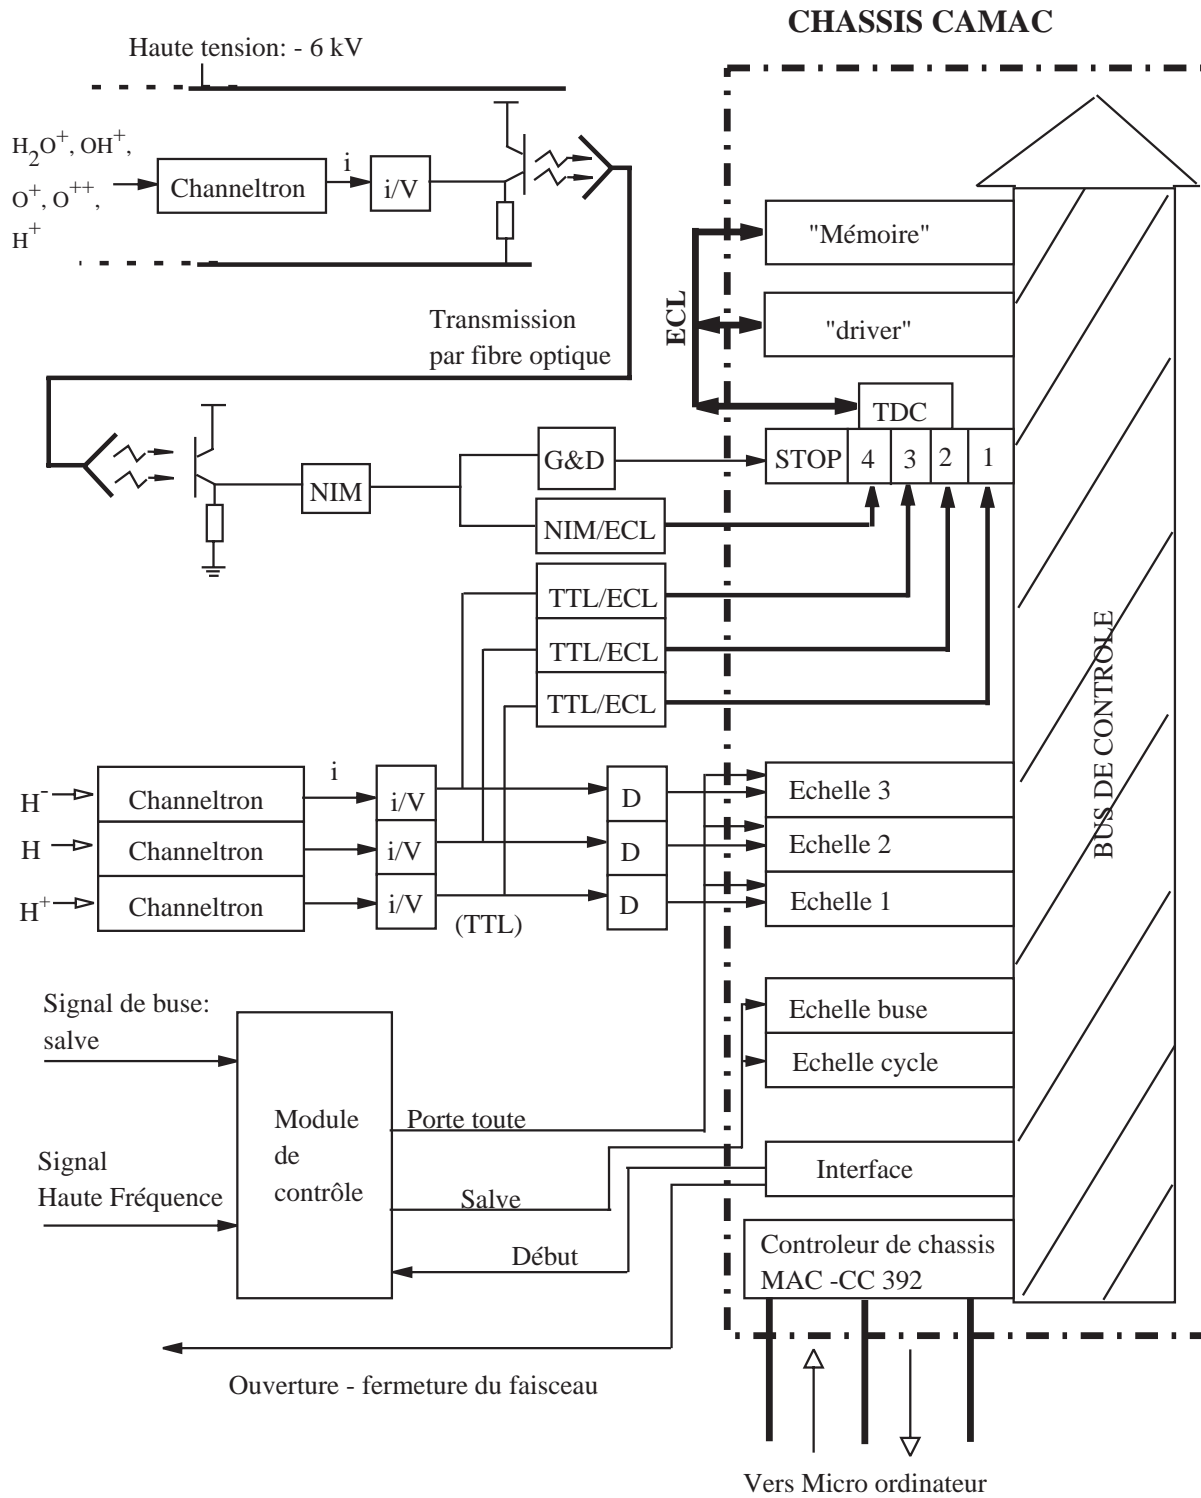 CHASSIS CAMAC
Haute tension: - 6 kV
H2O+, OH+,
O+, O++,
H+
Channeltron
i
i/V
"Mémoire"
ECL
"driver"
Transmission
par fibre optique
TDC
STOP 4 3 2 1
G&D
NIM
NIM/ECL
TTL/ECL
TTL/ECL
TTL/ECL
BUS DE CONTROLE
H-
Channeltron
i
i/V
D
Echelle 3
H
Channeltron
i/V
D
Echelle 2
H+
Channeltron
i/V
(TTL)
D
Echelle 1
Signal de buse:
salve
Echelle buse
Echelle cycle
Module
de
contrôle
Porte toute
Signal
Haute Fréquence
Interface
Salve
Début
Controleur de chassis
MAC -CC 392
Ouverture - fermeture du faisceau
Vers Micro ordinateur